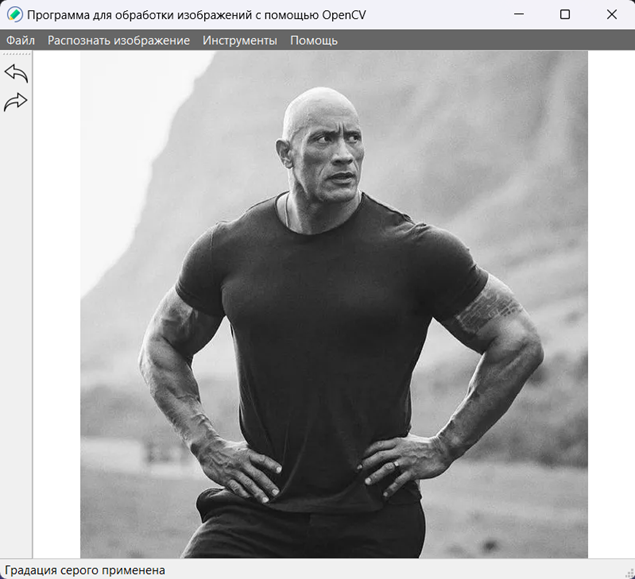 Программа для обработки изображений с помощью OpenCV
Файл Распознать изображение Инструменты Помощь
Градация серого применена